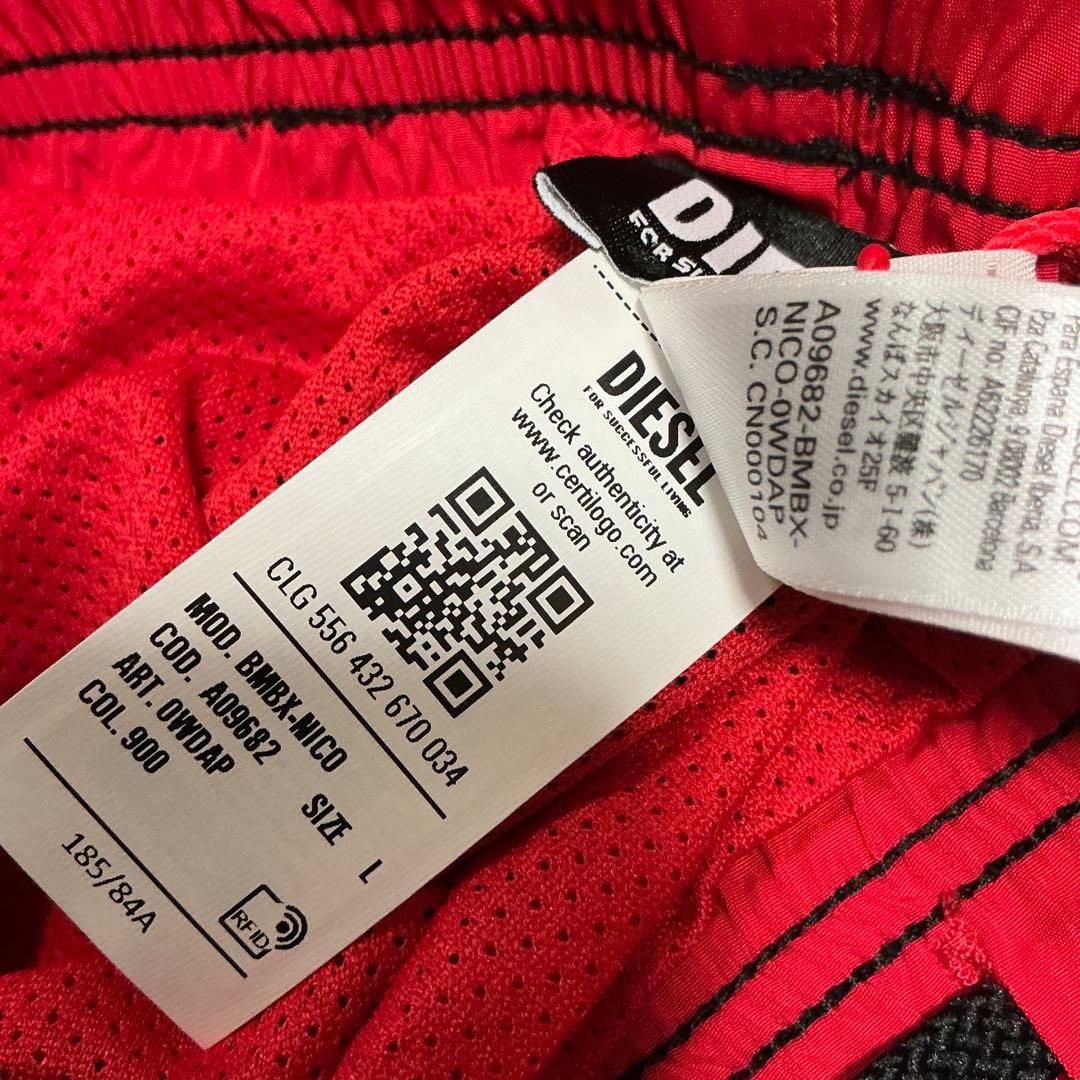 DIESEL
FOR SUCCESSFUL LIVING
Check authenticity at
www.certilogo.com
or scan
CLG 556 432 670 034
MOD. BMBX-NICO
COD. A09682
ART. 0WDAP
COL. 900
SIZE L
185/84A
RFID
DI
FOR
Para España Diesel Iberia, S.A
Pza Catalunya 9, 08002 Barcelona
CIF no.
ディーゼルジャパン(株)
大阪市中央区難波 5-1-60
なんばスカイオ25F
www.diesel.co.jp
A09682-BMBX-
NICO-0WDAP
S.C. CN000104